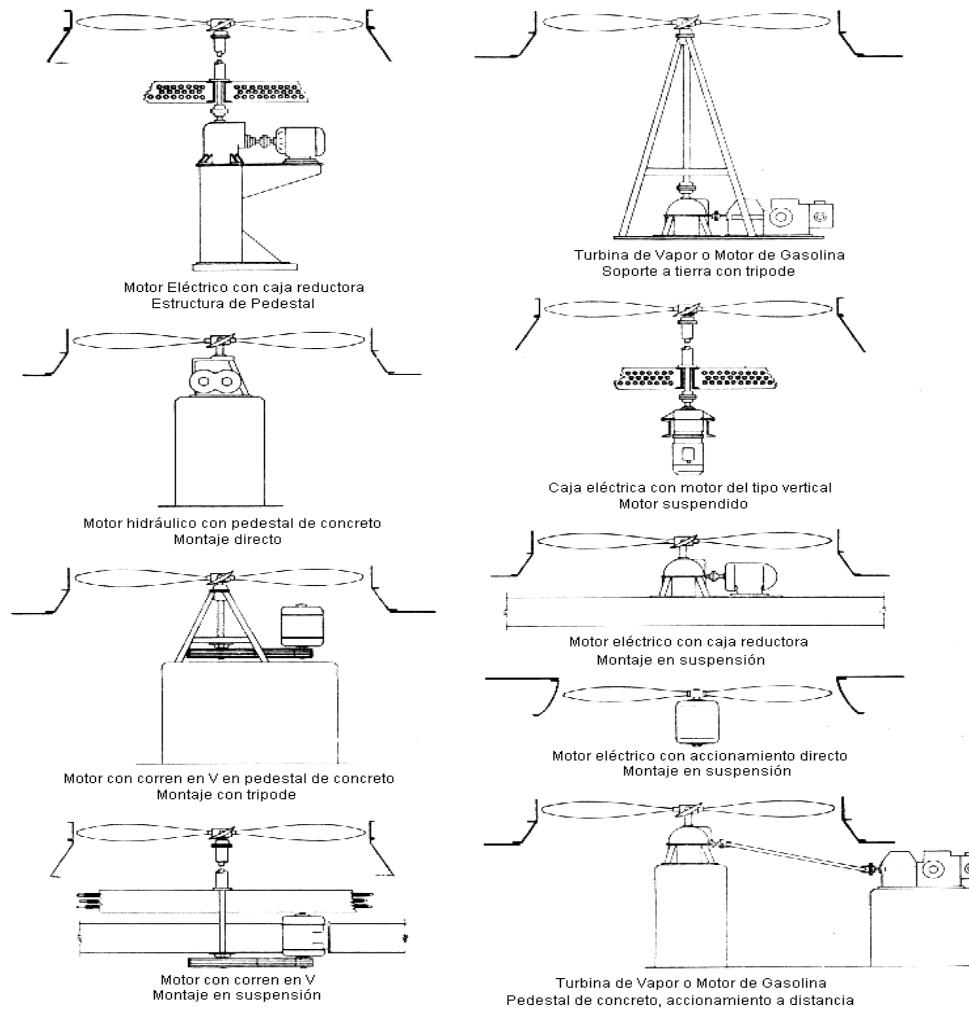 Motor Eléctrico con caja reductora
Estructura de Pedestal
Turbina de Vapor o Motor de Gasolina
Soporte a tierra con tripode
Motor hidráulico con pedestal de concreto
Montaje directo
Caja eléctrica con motor del tipo vertical
Motor suspendido
Motor con corren en V en pedestal de concreto
Montaje con tripode
Motor eléctrico con caja reductora
Montaje en suspensión
Motor eléctrico con accionamiento directo
Montaje en suspensión
Motor con corren en V
Montaje en suspensión
Turbina de Vapor o Motor de Gasolina
Pedestal de concreto, accionamiento a distancia